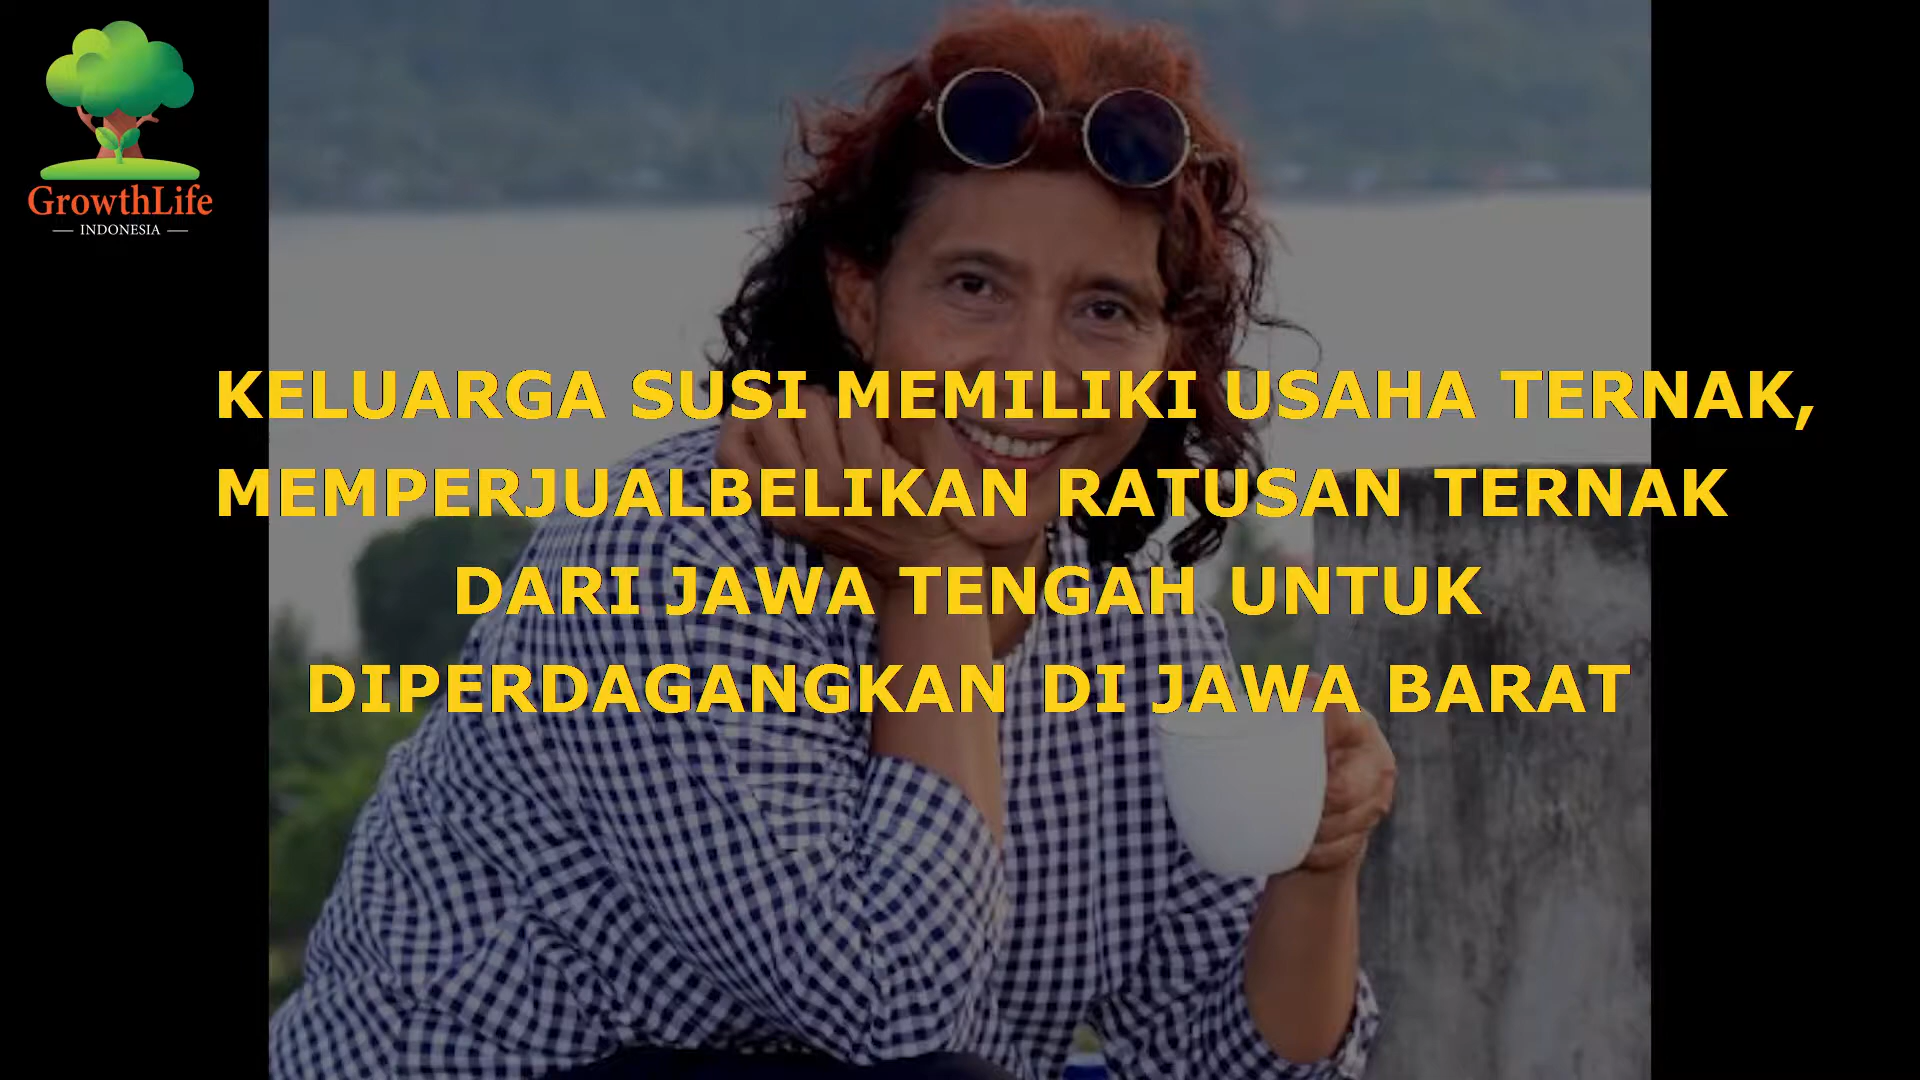 GrowthLife
INDONESIA
KELUARGA SUSI MEMILIKI USAHA TERNAK,
MEMPERJUALBELIKAN RATUSAN TERNAK
DARI JAWA TENGAH UNTUK
DIPERDAGANGKAN DI JAWA BARAT